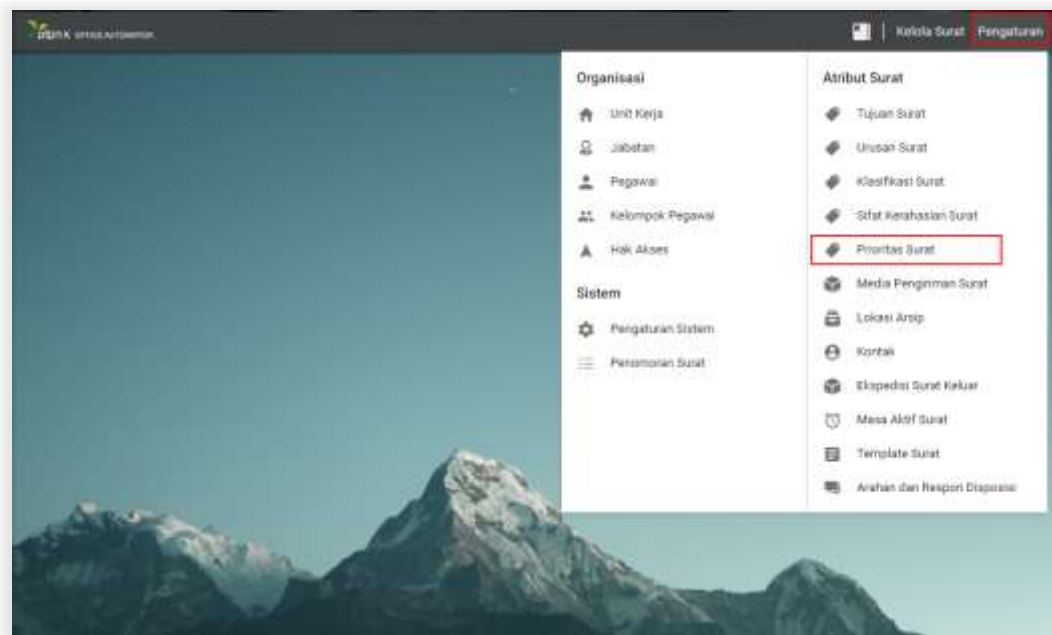 OFFICE AUTOMATION
Kelola Surat
Pengaturan
Organisasi
Unit Kerja
Jabatan
Pegawai
Kelompok Pegawai
Hak Akses
Sistem
Pengaturan Sistem
Penomoran Surat
Atribut Surat
Tujuan Surat
Urusan Surat
Klasifikasi Surat
Sifat Kerahasian Surat
Prioritas Surat
Media Pengiriman Surat
Lokasi Arsip
Kontak
Ekspedisi Surat Keluar
Masa Aktif Surat
Template Surat
Arahan dan Respon Disposisi